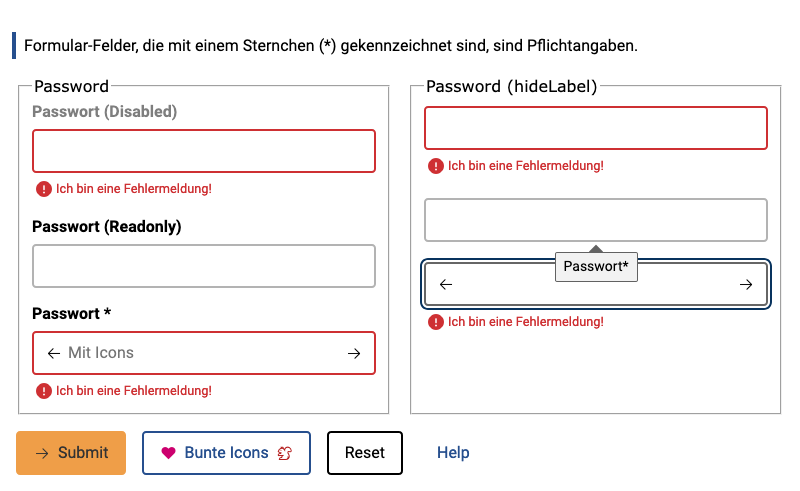 Formular-Felder, die mit einem Sternchen (*) gekennzeichnet sind, sind Pflichtangaben.
Password
Passwort (Disabled)
Ich bin eine Fehlermeldung!
Passwort (Readonly)
Passwort *
Mit Icons
Ich bin eine Fehlermeldung!
Password (hideLabel)
Ich bin eine Fehlermeldung!
Passwort*
Ich bin eine Fehlermeldung!
Submit
Bunte Icons
Reset
Help